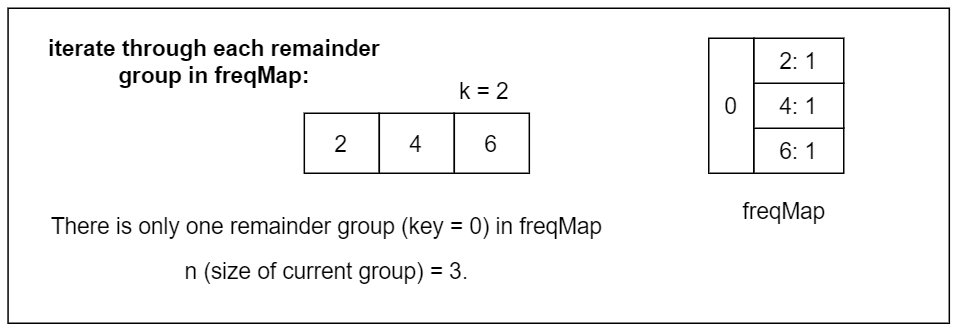 iterate through each remainder
group in freqMap:
k = 2
2 4 6
0
2: 1
4: 1
6: 1
freqMap
There is only one remainder group (key = 0) in freqMap
n (size of current group) = 3.